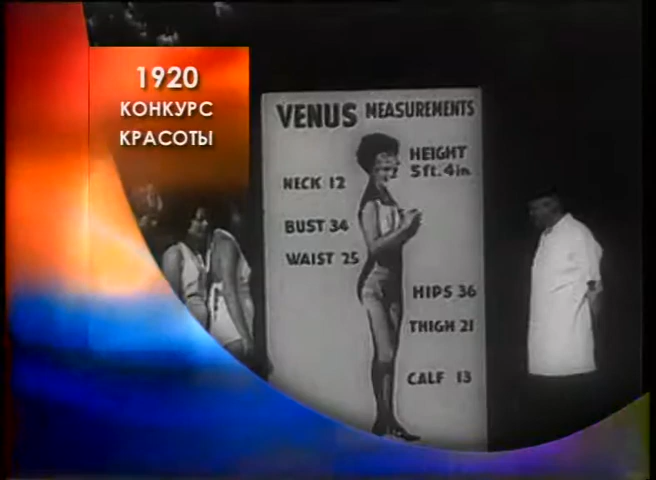 1920
КОНКУРС
КРАСОТЫ
VENUS MEASUREMENTS
HEIGHT
5ft. 4in.
NECK 12
BUST 34
WAIST 25
HIPS 36
THIGH 21
CALF 13